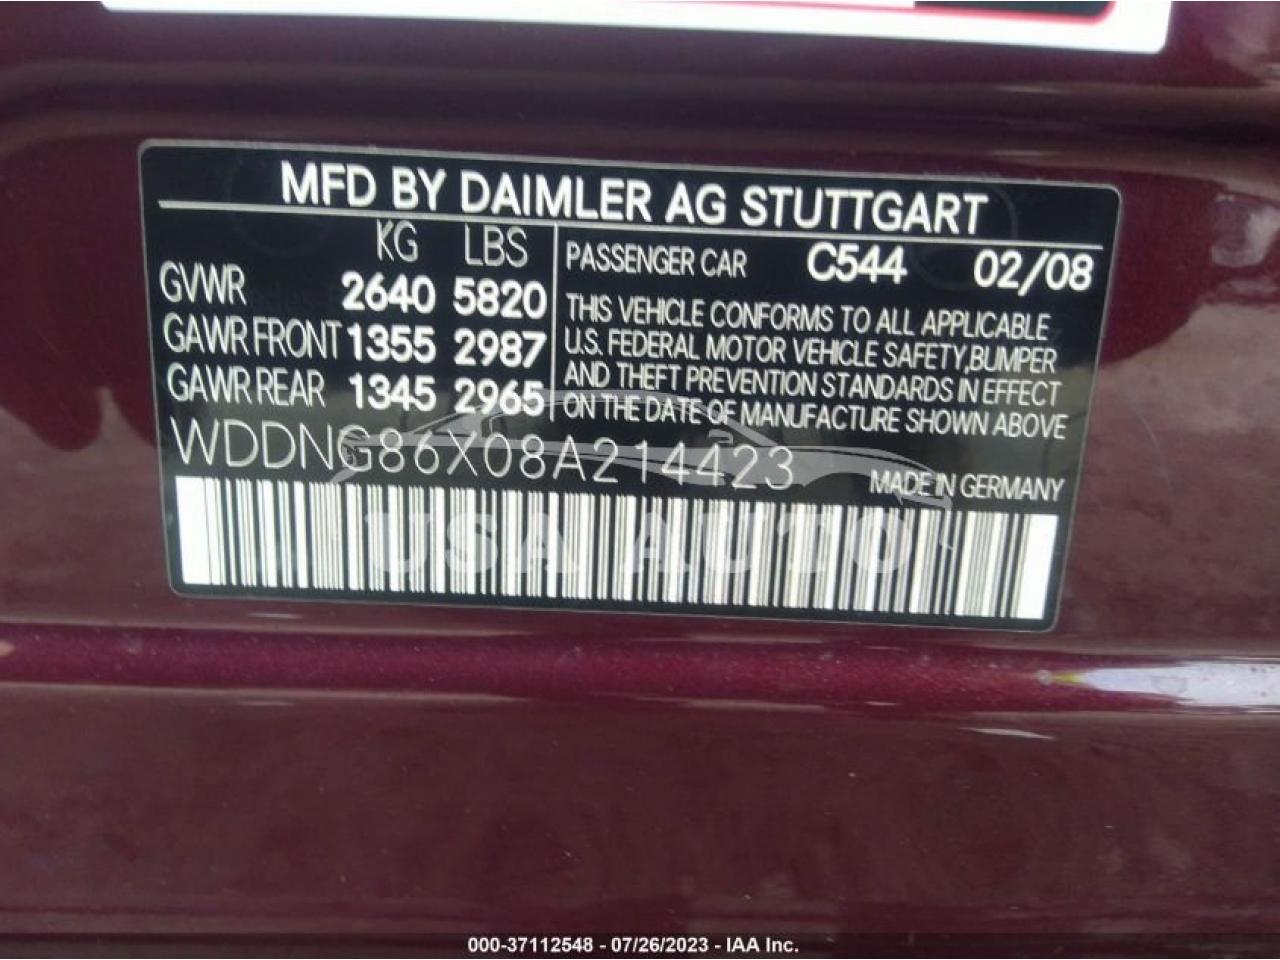 MFD BY DAIMLER AG STUTTGART
KG LBS
GVWR 2640 5820
GAWR FRONT 1355 2987
GAWR REAR 1345 2965
PASSENGER CAR C544 02/08
THIS VEHICLE CONFORMS TO ALL APPLICABLE
U.S. FEDERAL MOTOR VEHICLE SAFETY, BUMPER
AND THEFT PREVENTION STANDARDS IN EFFECT
ON THE DATE OF MANUFACTURE SHOWN ABOVE
WDDNG86X08A214423
MADE IN GERMANY
USA AUTO
000-37112548 - 07/26/2023 - IAA Inc.